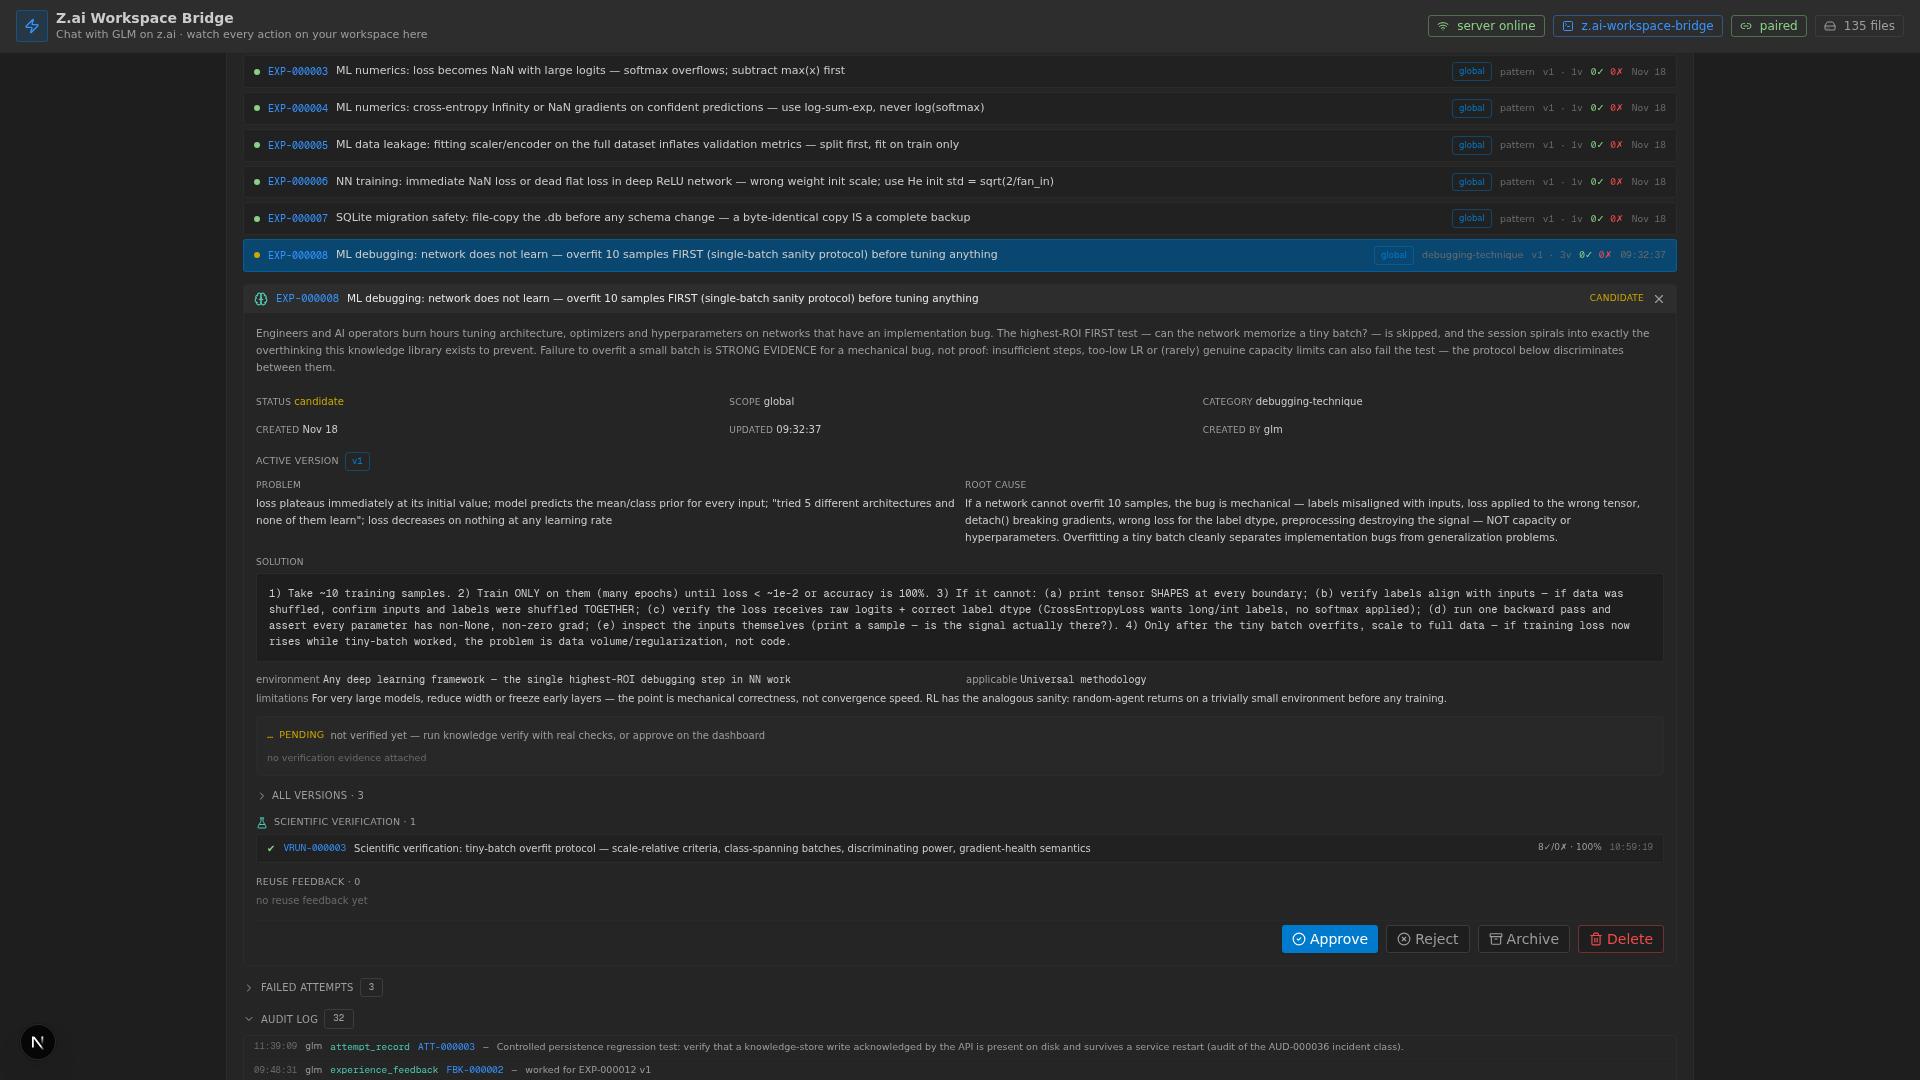 Z.ai Workspace Bridge
Chat with GLM on z.ai · watch every action on your workspace here
server online
z.ai-workspace-bridge
paired
135 files
EXP-000003 ML numerics: loss becomes NaN with large logits — softmax overflows; subtract max(x) first global pattern v1 · 1v 0✓ 0✗ Nov 18
EXP-000004 ML numerics: cross-entropy Infinity or NaN gradients on confident predictions — use log-sum-exp, never log(softmax) global pattern v1 · 1v 0✓ 0✗ Nov 18
EXP-000005 ML data leakage: fitting scaler/encoder on the full dataset inflates validation metrics — split first, fit on train only global pattern v1 · 1v 0✓ 0✗ Nov 18
EXP-000006 NN training: immediate NaN loss or dead flat loss in deep ReLU network — wrong weight init scale; use He init std = sqrt(2/fan_in) global pattern v1 · 1v 0✓ 0✗ Nov 18
EXP-000007 SQLite migration safety: file-copy the .db before any schema change — a byte-identical copy IS a complete backup global pattern v1 · 1v 0✓ 0✗ Nov 18
EXP-000008 ML debugging: network does not learn — overfit 10 samples FIRST (single-batch sanity protocol) before tuning anything global debugging-technique v1 · 3v 0✓ 0✗ 09:32:37
EXP-000008 ML debugging: network does not learn — overfit 10 samples FIRST (single-batch sanity protocol) before tuning anything CANDIDATE
Engineers and AI operators burn hours tuning architecture, optimizers and hyperparameters on networks that have an implementation bug. The highest-ROI FIRST test — can the network memorize a tiny batch? — is skipped, and the session spirals into exactly the
overthinking this knowledge library exists to prevent. Failure to overfit a small batch is STRONG EVIDENCE for a mechanical bug, not proof: insufficient steps, too-low LR or (rarely) genuine capacity limits can also fail the test — the protocol below discriminates
between them.
STATUS candidate
SCOPE global
CATEGORY debugging-technique
CREATED Nov 18
UPDATED 09:32:37
CREATED BY glm
ACTIVE VERSION v1
PROBLEM
loss plateaus immediately at its initial value; model predicts the mean/class prior for every input; "tried 5 different architectures and
none of them learn"; loss decreases on nothing at any learning rate
ROOT CAUSE
If a network cannot overfit 10 samples, the bug is mechanical — labels misaligned with inputs, loss applied to the wrong tensor,
detach() breaking gradients, wrong loss for the label dtype, preprocessing destroying the signal — NOT capacity or
hyperparameters. Overfitting a tiny batch cleanly separates implementation bugs from generalization problems.
SOLUTION
1) Take ~10 training samples. 2) Train ONLY on them (many epochs) until loss < ~1e-2 or accuracy is 100%. 3) If it cannot: (a) print tensor SHAPES at every boundary; (b) verify labels align with inputs — if data was
shuffled, confirm inputs and labels were shuffled TOGETHER; (c) verify the loss receives raw logits + correct label dtype (CrossEntropyLoss wants long/int labels, no softmax applied); (d) run one backward pass and
assert every parameter has non-None, non-zero grad; (e) inspect the inputs themselves (print a sample — is the signal actually there?). 4) Only after the tiny batch overfits, scale to full data — if training loss now
rises while tiny-batch worked, the problem is data volume/regularization, not code.
environment Any deep learning framework — the single highest-ROI debugging step in NN work
applicable Universal methodology
limitations For very large models, reduce width or freeze early layers — the point is mechanical correctness, not convergence speed. RL has the analogous sanity: random-agent returns on a trivially small environment before any training.
… PENDING not verified yet — run knowledge verify with real checks, or approve on the dashboard
no verification evidence attached
ALL VERSIONS · 3
SCIENTIFIC VERIFICATION · 1
✔ VRUN-000003 Scientific verification: tiny-batch overfit protocol — scale-relative criteria, class-spanning batches, discriminating power, gradient-health semantics 8✓/0✗ · 100% 10:59:19
REUSE FEEDBACK · 0
no reuse feedback yet
Approve
Reject
Archive
Delete
FAILED ATTEMPTS 3
AUDIT LOG 32
11:39:09 glm attempt_record ATT-000003 — Controlled persistence regression test: verify that a knowledge-store write acknowledged by the API is present on disk and survives a service restart (audit of the AUD-000036 incident class).
09:48:31 glm experience_feedback FBK-000002 — worked for EXP-000012 v1
N